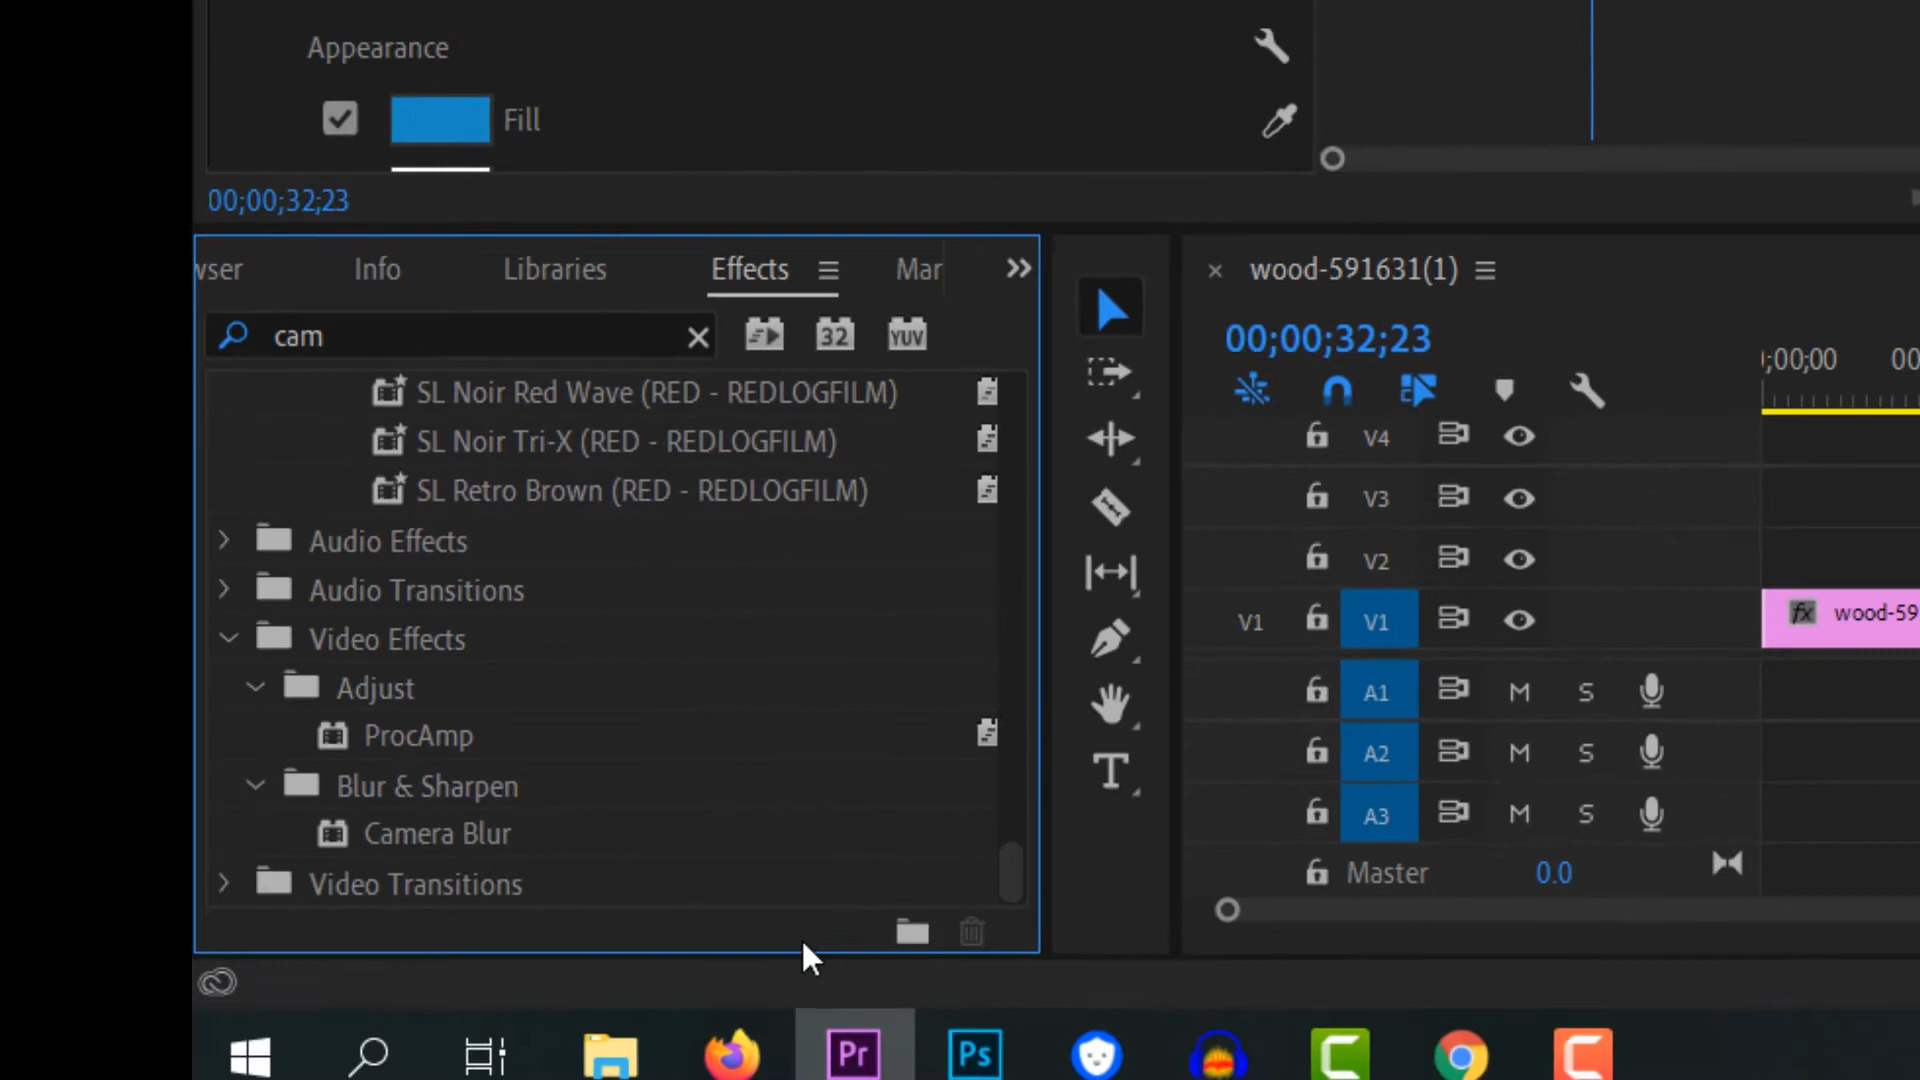 Appearance
Fill
00;00;32;23
wser Info Libraries Effects Mar
cam
32 YUV
SL Noir Red Wave (RED - REDLOGFILM)
SL Noir Tri-X (RED - REDLOGFILM)
SL Retro Brown (RED - REDLOGFILM)
Audio Effects
Audio Transitions
Video Effects
Adjust
ProcAmp
Blur & Sharpen
Camera Blur
Video Transitions
wood-591631(1)
00;00;32;23
;00;00 00
V4
V3
V2
V1 V1
fx wood-59
A1 M S
A2 M S
A3 M S
Master 0.0
T
Pr Ps